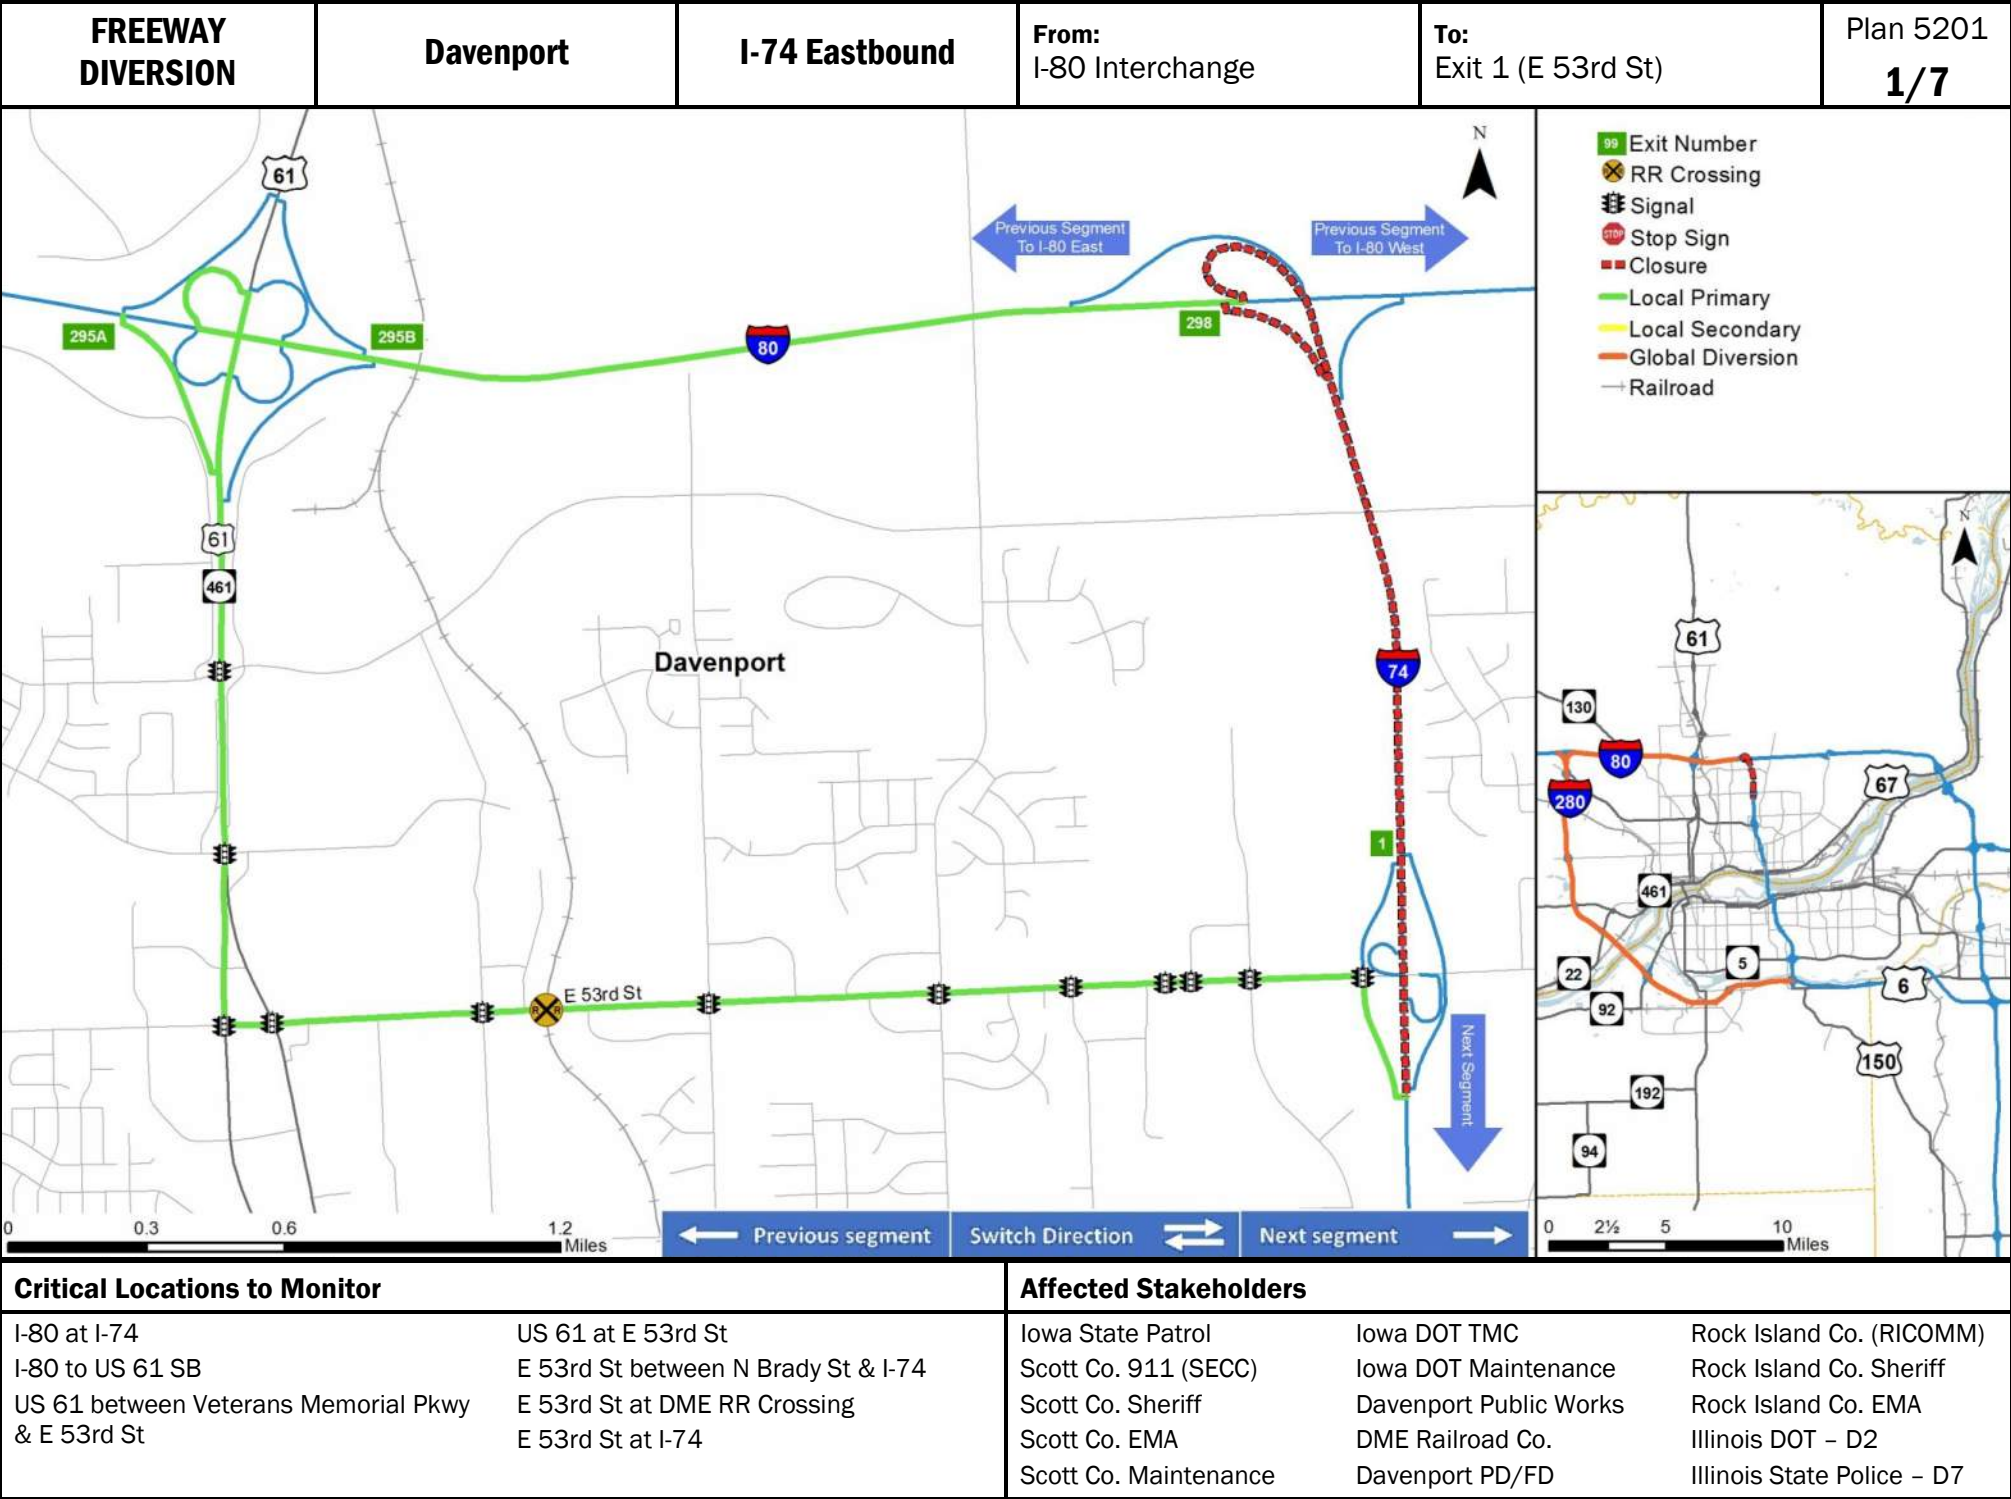 FREEWAY
DIVERSION
Davenport
I-74 Eastbound
From:
I-80 Interchange
To:
Exit 1 (E 53rd St)
Plan 5201
1/7
61
N
Previous Segment
To I-80 East
Previous Segment
To I-80 West
295A
295B
80
298
61
461
Davenport
74
1
E 53rd St
R R
Next Segment
0 0.3 0.6 1.2
Miles
Previous segment
Switch Direction
Next segment
99 Exit Number
RR Crossing
Signal
STOP Stop Sign
Closure
Local Primary
Local Secondary
Global Diversion
Railroad
N
61
130
80
280
67
461
22
5
6
92
150
192
94
0 2½ 5 10
Miles
Critical Locations to Monitor
I-80 at I-74
I-80 to US 61 SB
US 61 between Veterans Memorial Pkwy
& E 53rd St
US 61 at E 53rd St
E 53rd St between N Brady St & I-74
E 53rd St at DME RR Crossing
E 53rd St at I-74
Affected Stakeholders
Iowa State Patrol
Scott Co. 911 (SECC)
Scott Co. Sheriff
Scott Co. EMA
Scott Co. Maintenance
Iowa DOT TMC
Iowa DOT Maintenance
Davenport Public Works
DME Railroad Co.
Davenport PD/FD
Rock Island Co. (RICOMM)
Rock Island Co. Sheriff
Rock Island Co. EMA
Illinois DOT – D2
Illinois State Police – D7